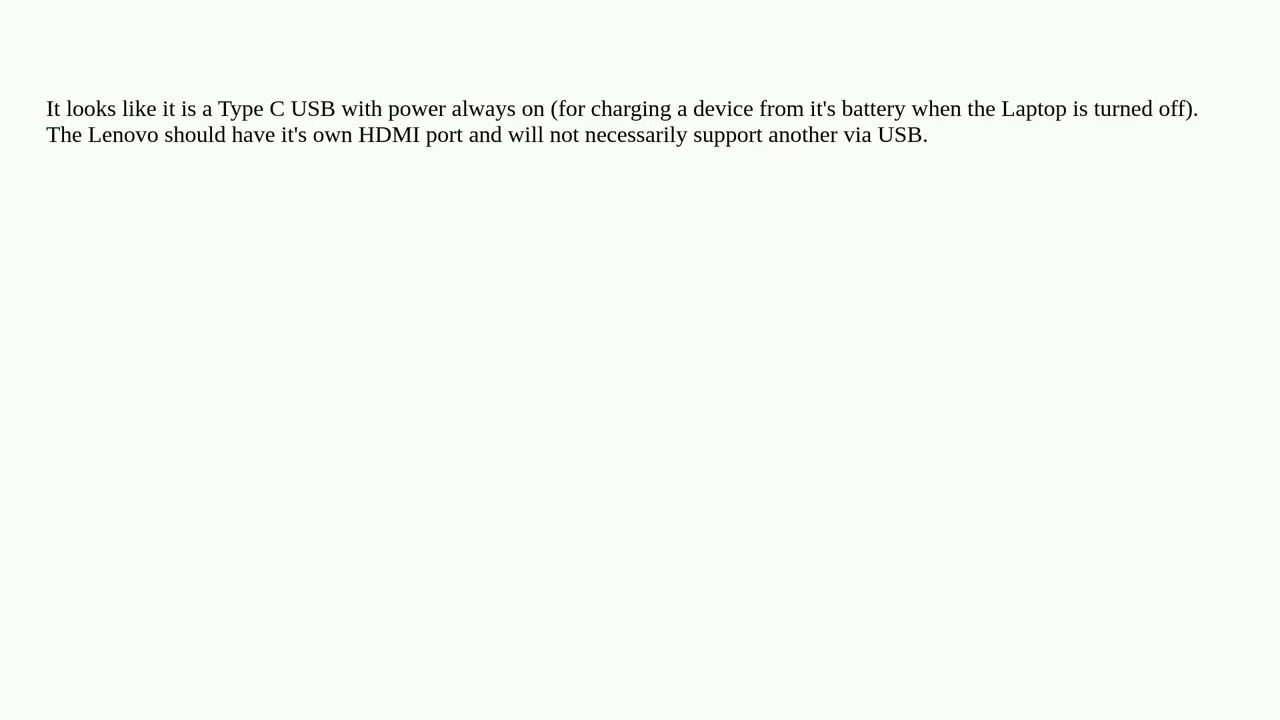 It looks like it is a Type C USB with power always on (for charging a device from it's battery when the Laptop is turned off).
The Lenovo should have it's own HDMI port and will not necessarily support another via USB.